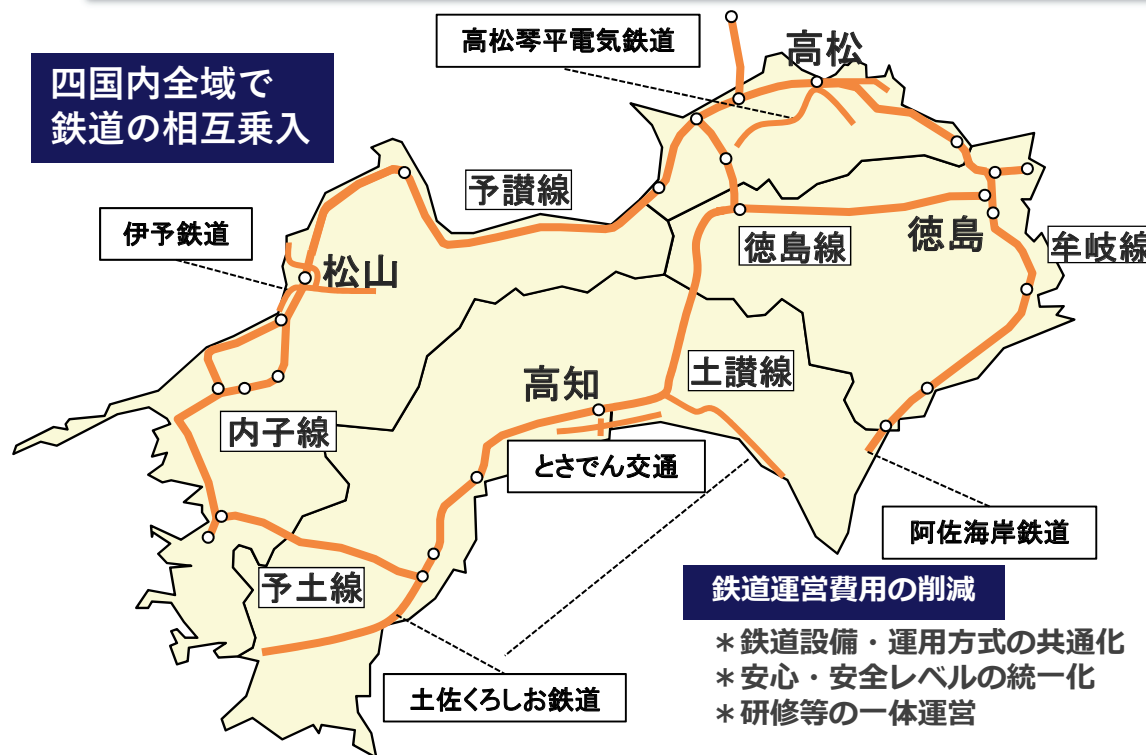 四国内全域で
鉄道の相互乗入
高松琴平電気鉄道
高松
予讃線
伊予鉄道
松山
徳島線
徳島
牟岐線
高知
土讃線
内子線
とさでん交通
阿佐海岸鉄道
予土線
土佐くろしお鉄道
鉄道運営費用の削減
＊鉄道設備・運用方式の共通化
＊安心・安全レベルの統一化
＊研修等の一体運営